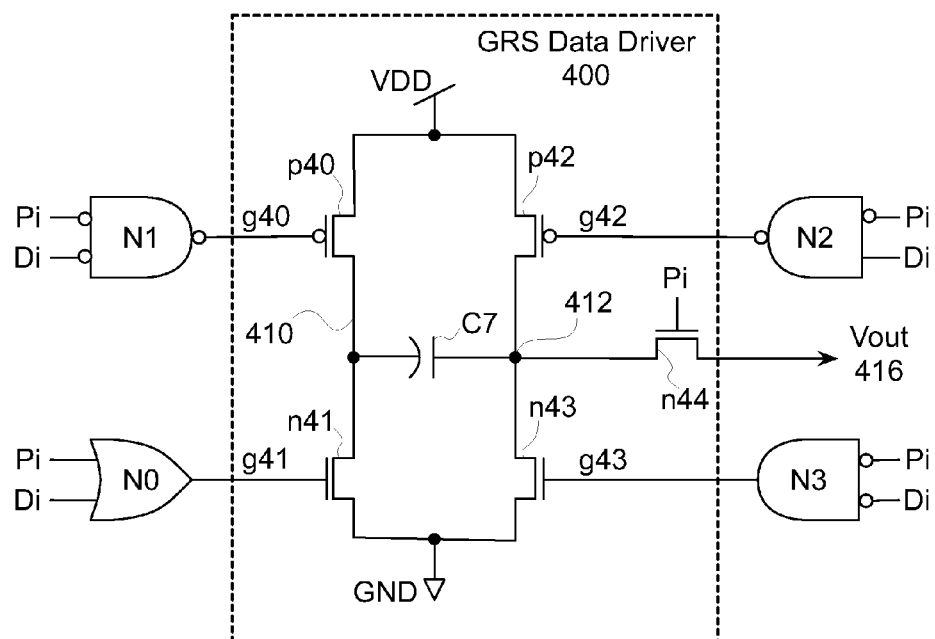 GRS Data Driver
400
VDD
p40
p42
Pi
Di
N1
g40
g42
N2
Pi
Di
Pi
410
C7
412
Vout
416
n44
n41
n43
Pi
Di
N0
g41
g43
N3
Pi
Di
GND